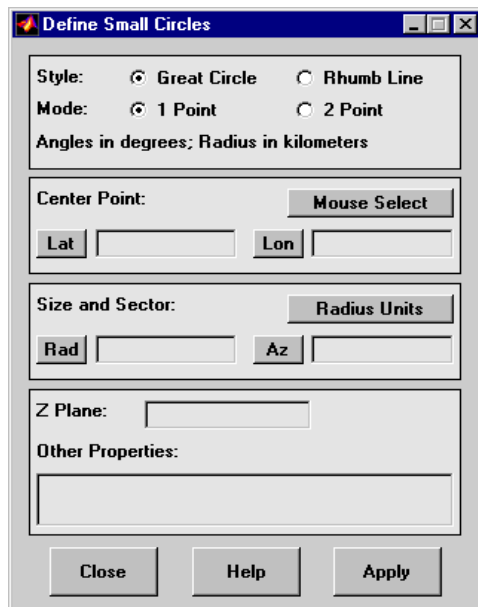 Define Small Circles
Style: Great Circle Rhumb Line
Mode: 1 Point 2 Point
Angles in degrees; Radius in kilometers
Center Point: Mouse Select
Lat Lon
Size and Sector: Radius Units
Rad Az
Z Plane:
Other Properties:
Close Help Apply